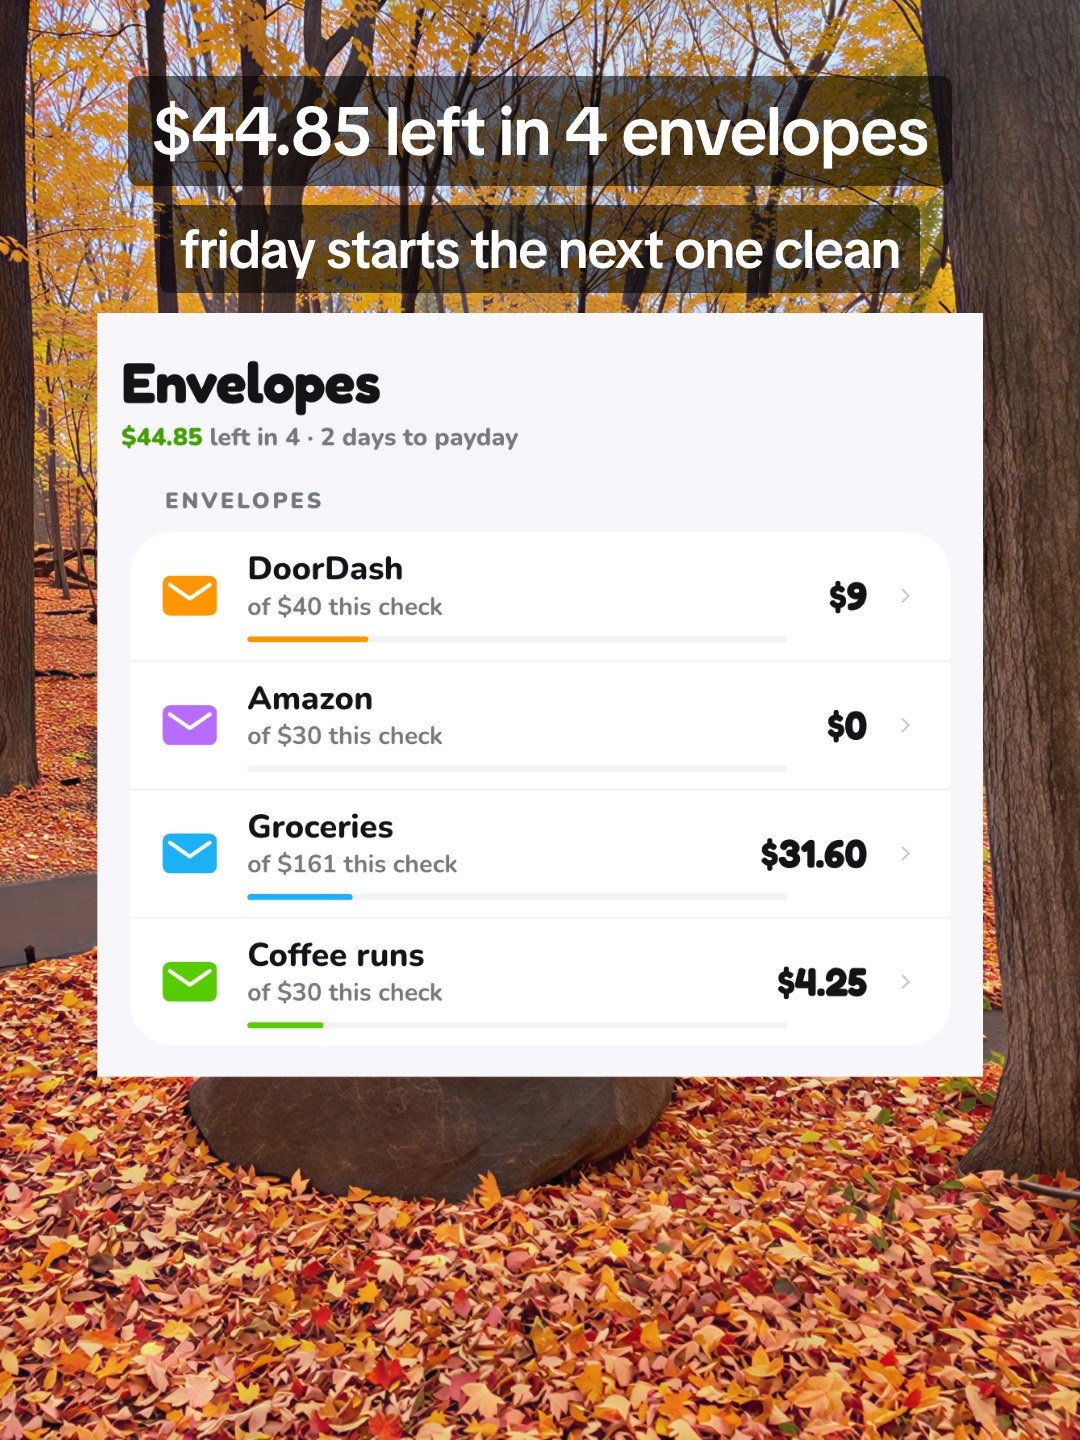 $44.85 left in 4 envelopes
friday starts the next one clean
Envelopes
$44.85 left in 4 · 2 days to payday
ENVELOPES
DoorDash
of $40 this check
$9
Amazon
of $30 this check
$0
Groceries
of $161 this check
$31.60
Coffee runs
of $30 this check
$4.25